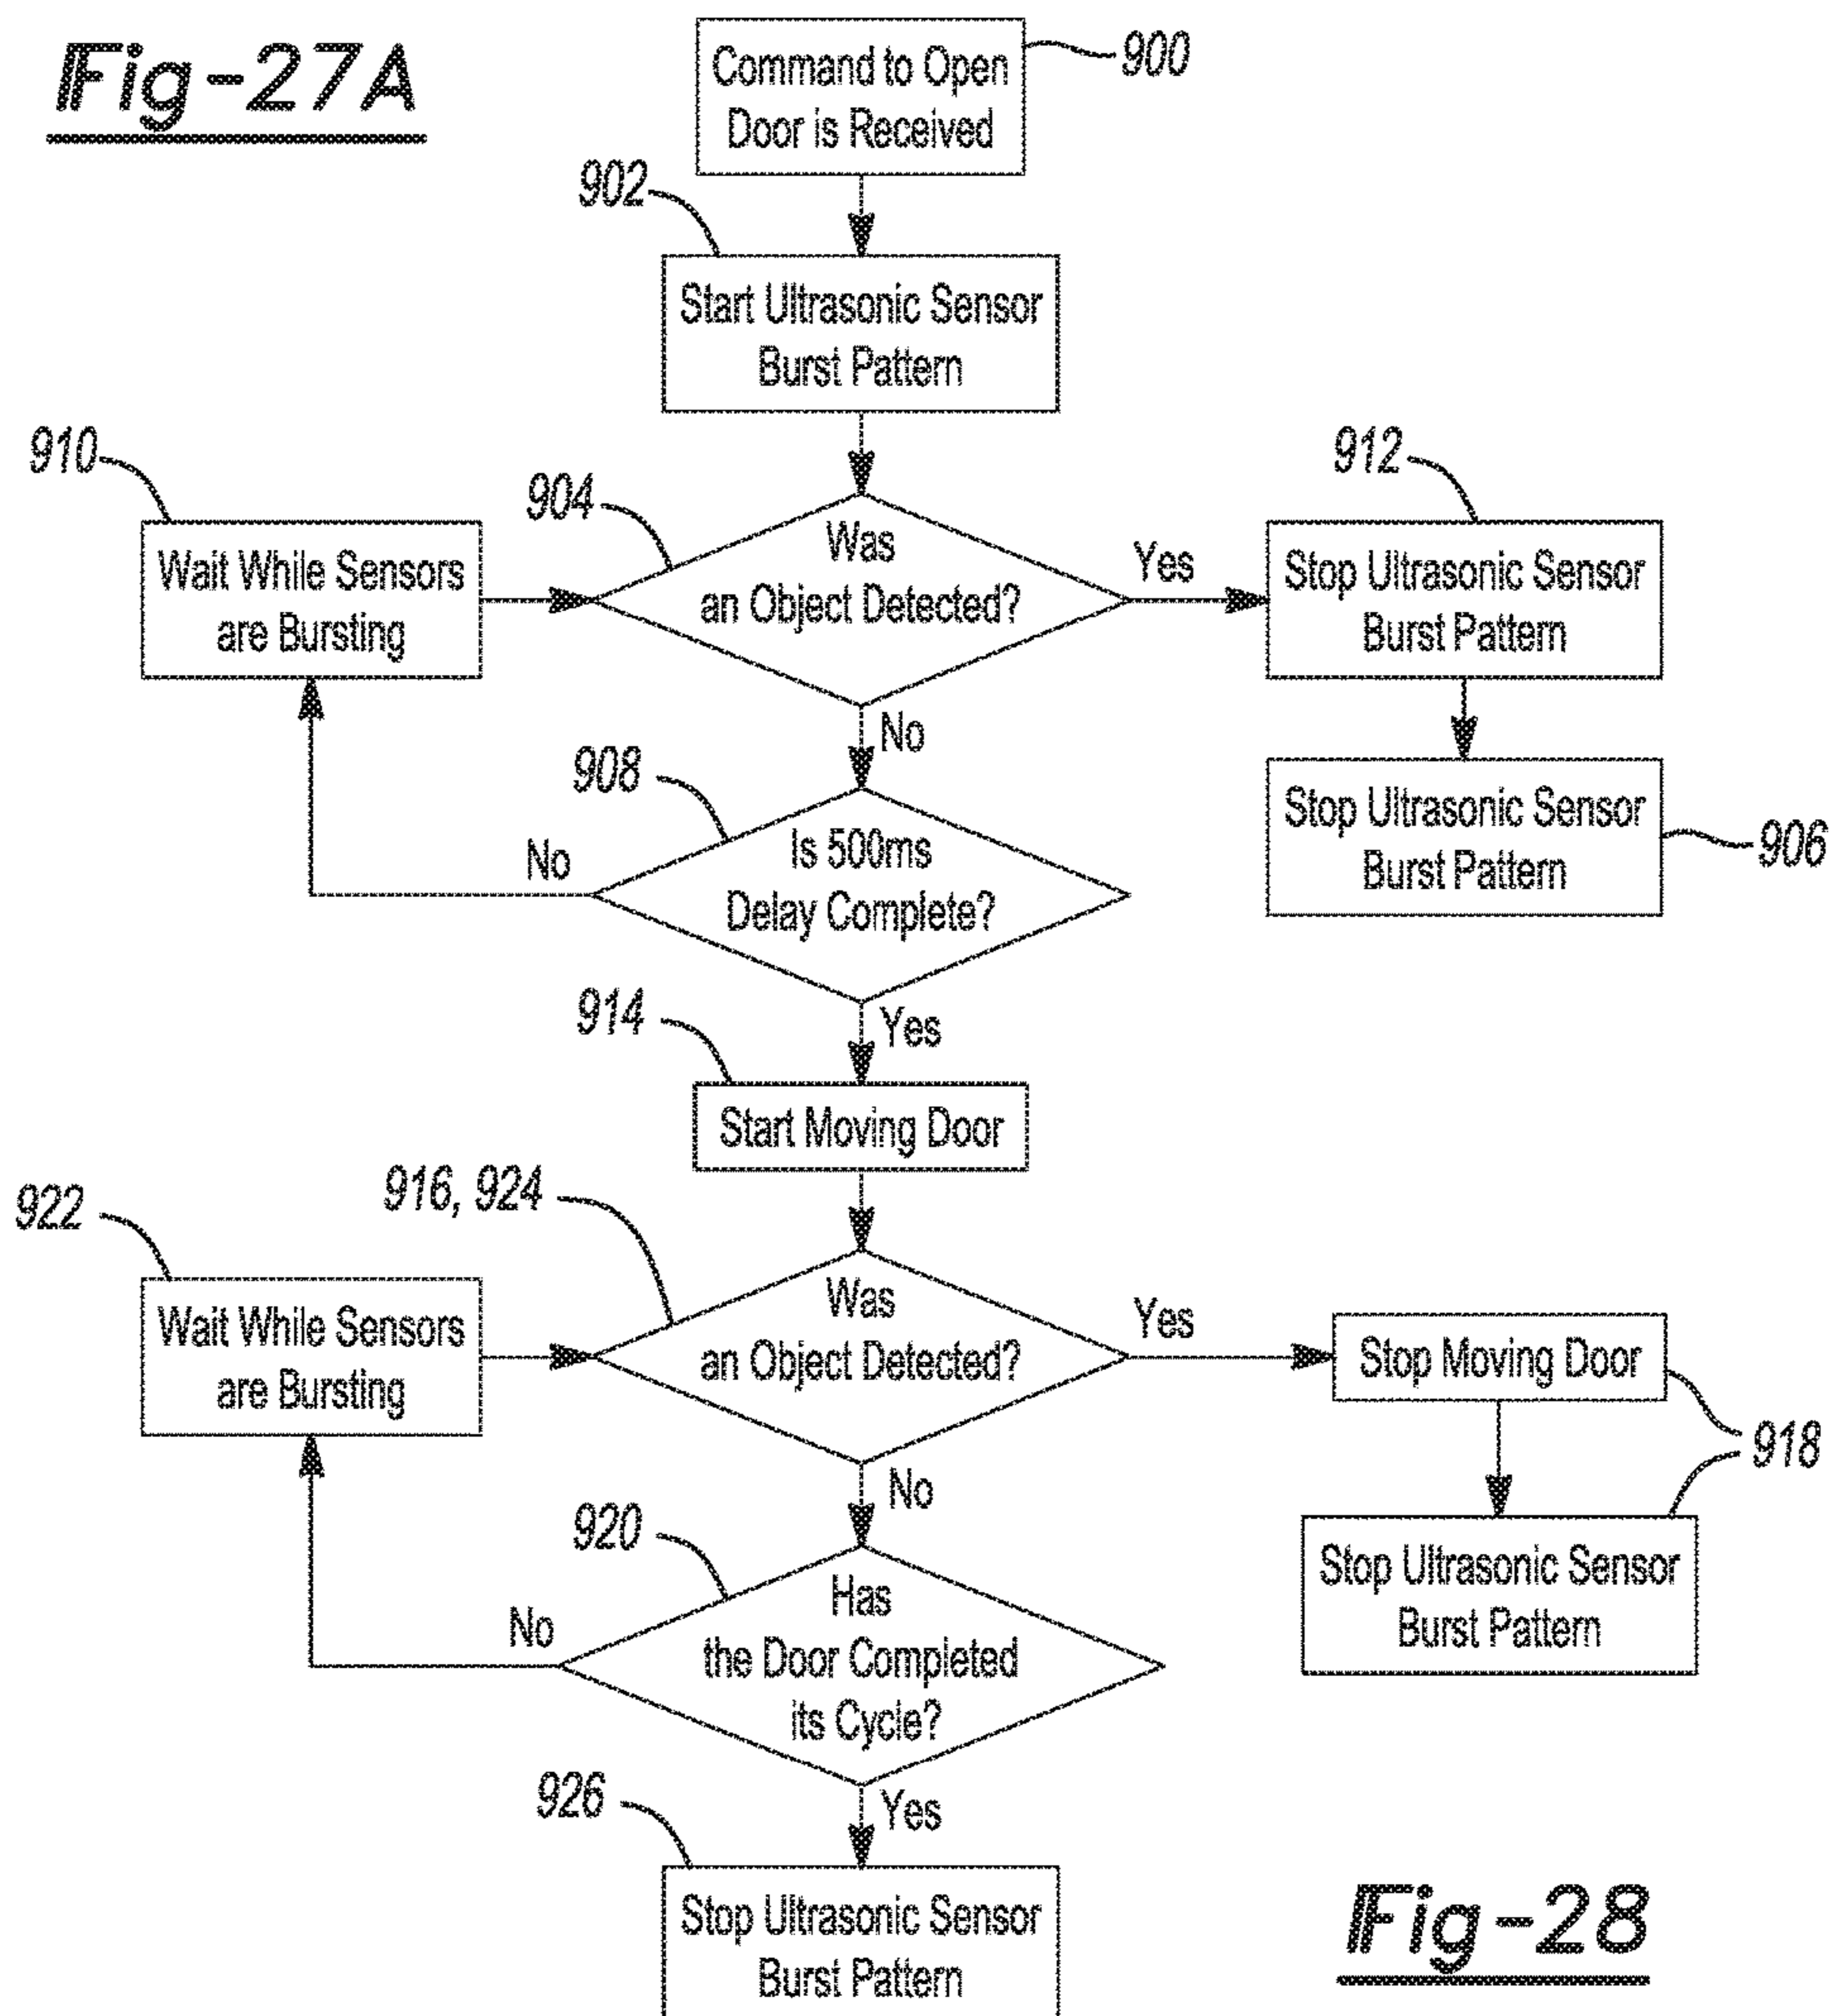 Fig-27A
Command to Open
Door is Received
900
902
Start Ultrasonic Sensor
Burst Pattern
910
Wait While Sensors
are Bursting
904
Was
an Object Detected?
Yes
912
Stop Ultrasonic Sensor
Burst Pattern
No
908
Is 500ms
Delay Complete?
No
Stop Ultrasonic Sensor
Burst Pattern
906
914
Yes
Start Moving Door
922
Wait While Sensors
are Bursting
916, 924
Was
an Object Detected?
Yes
Stop Moving Door
918
Stop Ultrasonic Sensor
Burst Pattern
No
920
Has
the Door Completed
its Cycle?
No
926
Yes
Stop Ultrasonic Sensor
Burst Pattern
Fig-28